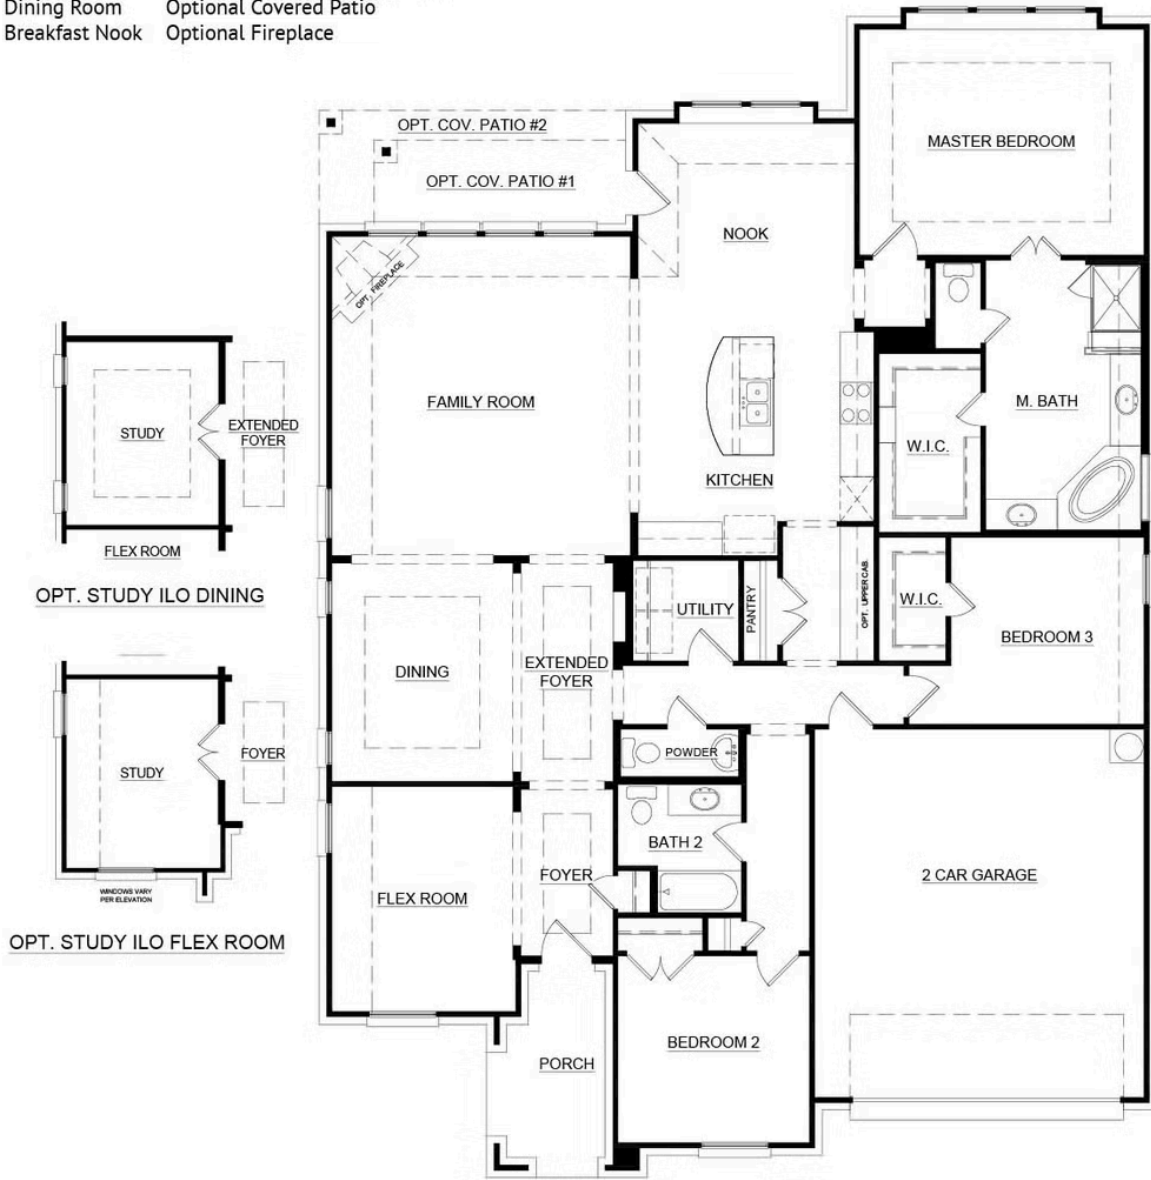 Dining Room Optional Covered Patio
Breakfast Nook Optional Fireplace
OPT. COV. PATIO #2
OPT. COV. PATIO #1
MASTER BEDROOM
NOOK
OPT. FIREPLACE
FAMILY ROOM
M. BATH
W.I.C.
KITCHEN
STUDY
EXTENDED
FOYER
FLEX ROOM
OPT. STUDY ILO DINING
UTILITY
PANTRY
OPT. UPPER CAB.
W.I.C.
BEDROOM 3
DINING
EXTENDED
FOYER
POWDER
STUDY
FOYER
WINDOWS VARY
PER ELEVATION
OPT. STUDY ILO FLEX ROOM
BATH 2
FOYER
FLEX ROOM
2 CAR GARAGE
BEDROOM 2
PORCH